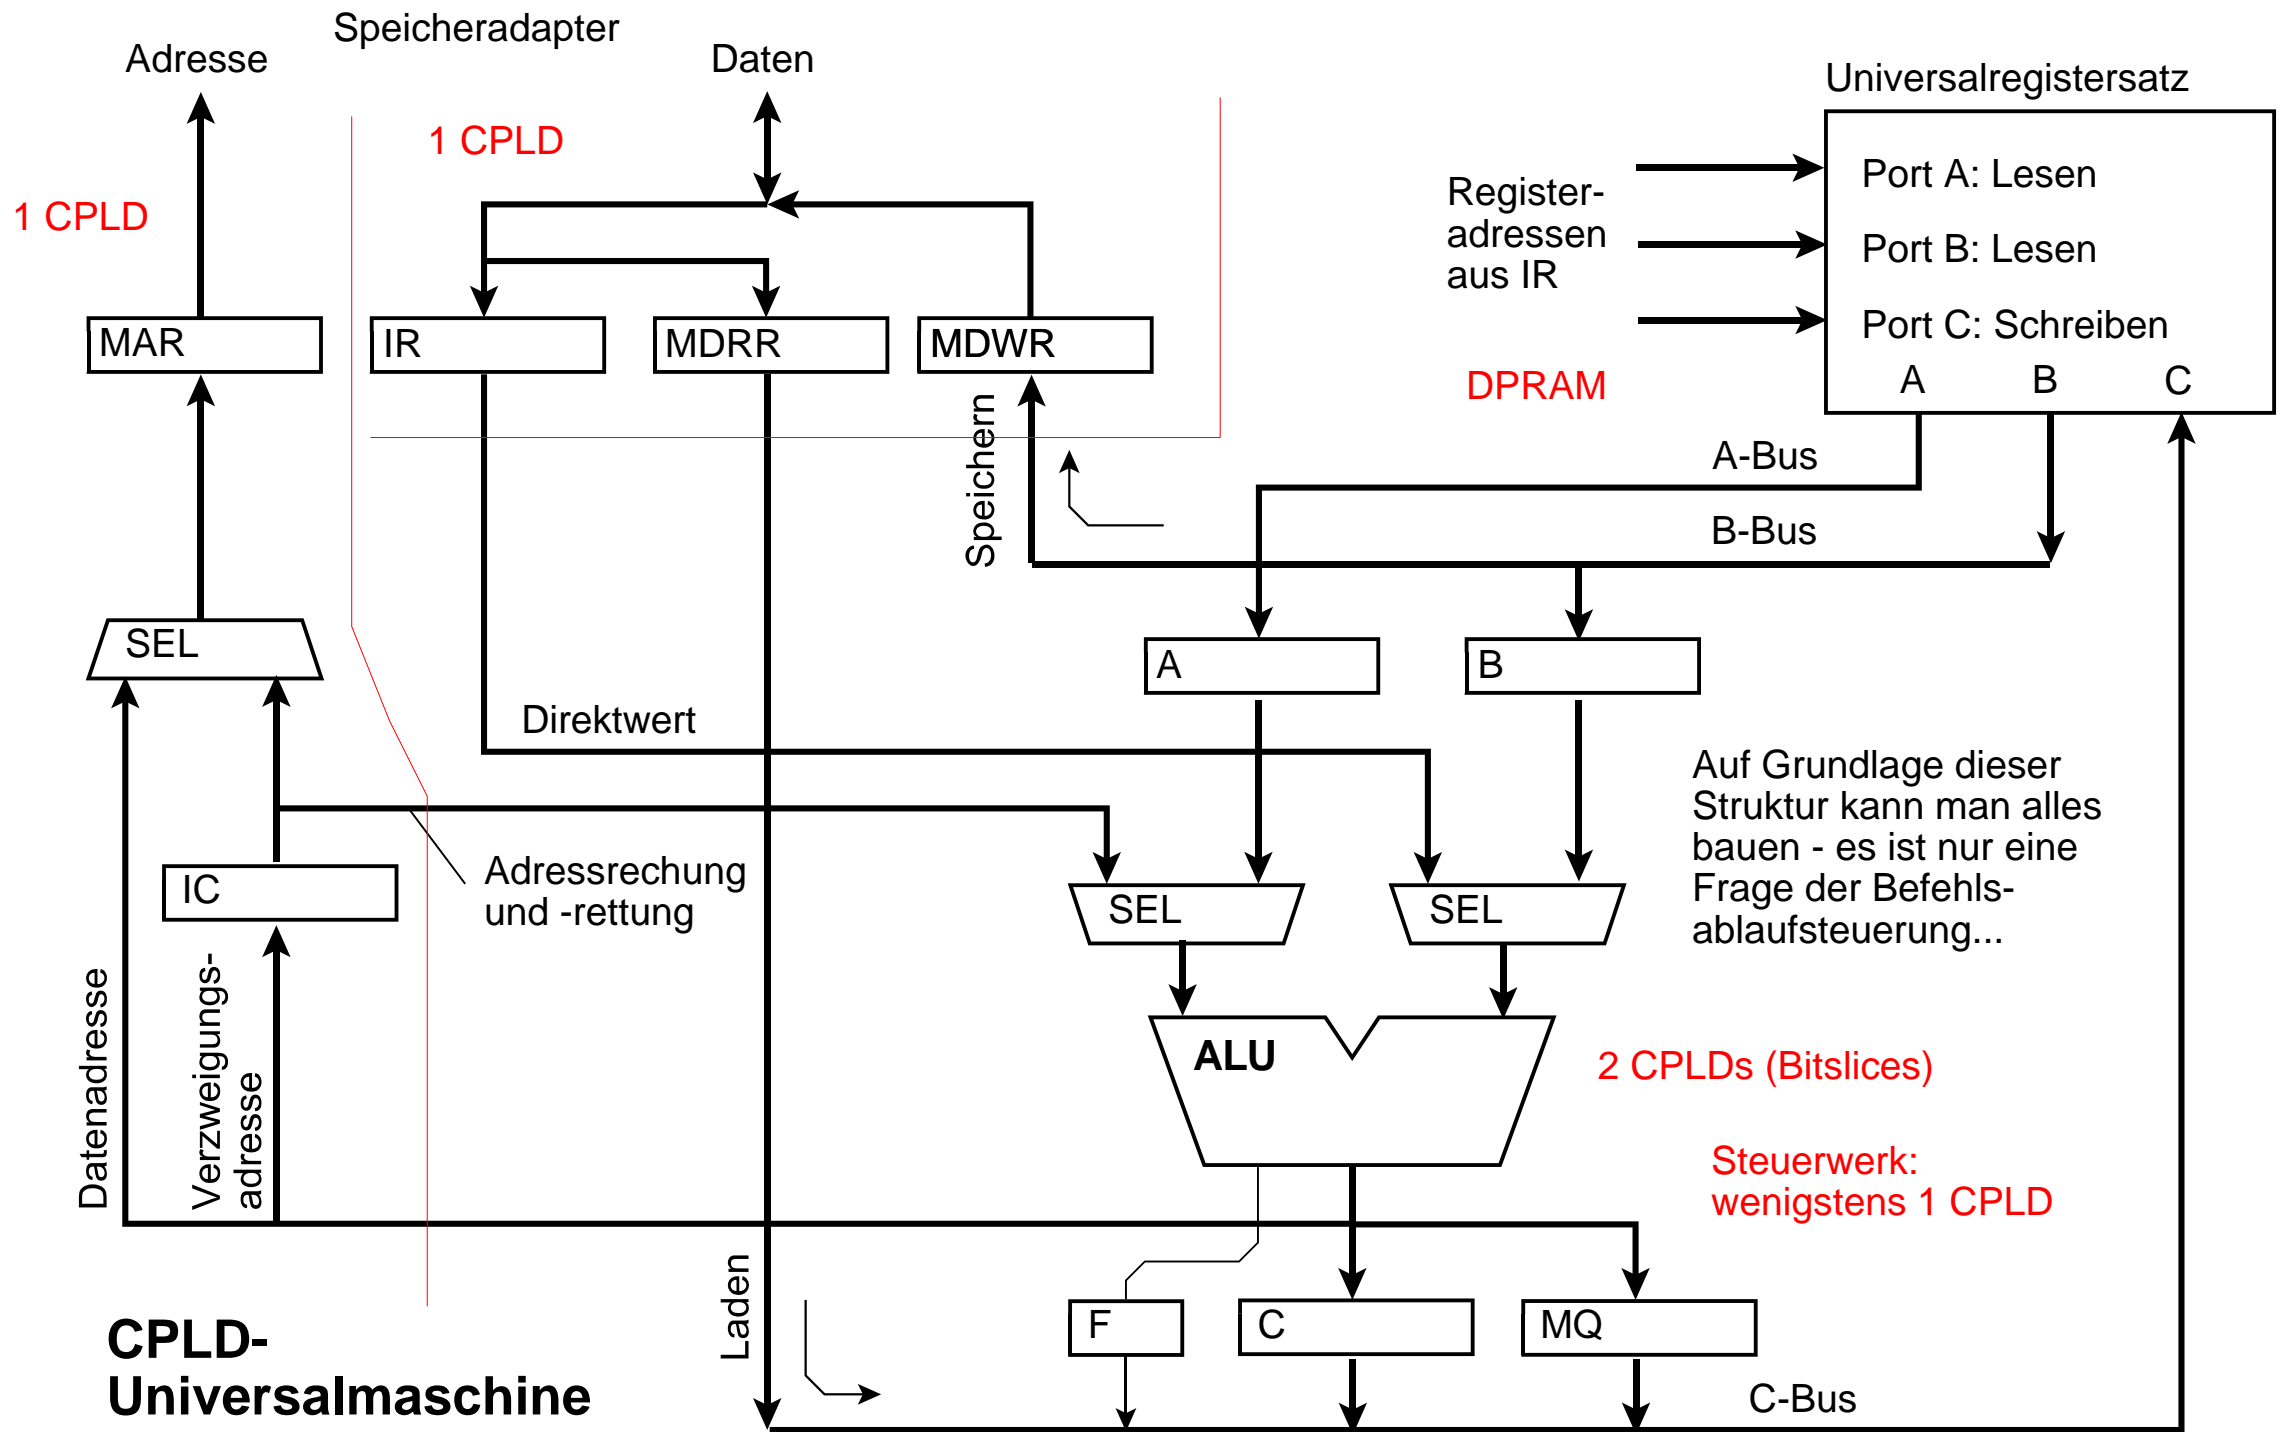 Speicheradapter
Adresse
Daten
Universalregistersatz
1 CPLD
1 CPLD
Register-
adressen
aus IR
Port A: Lesen
Port B: Lesen
Port C: Schreiben
A
B
C
MAR
IR
MDRR
MDWR
DPRAM
Speichern
A-Bus
B-Bus
SEL
A
B
Direktwert
Auf Grundlage dieser
Struktur kann man alles
bauen - es ist nur eine
Frage der Befehls-
ablaufsteuerung...
IC
Adressrechung
und -rettung
SEL
SEL
Datenadresse
Verzweigungs-
adresse
ALU
2 CPLDs (Bitslices)
Steuerwerk:
wenigstens 1 CPLD
Laden
F
C
MQ
C-Bus
CPLD-
Universalmaschine